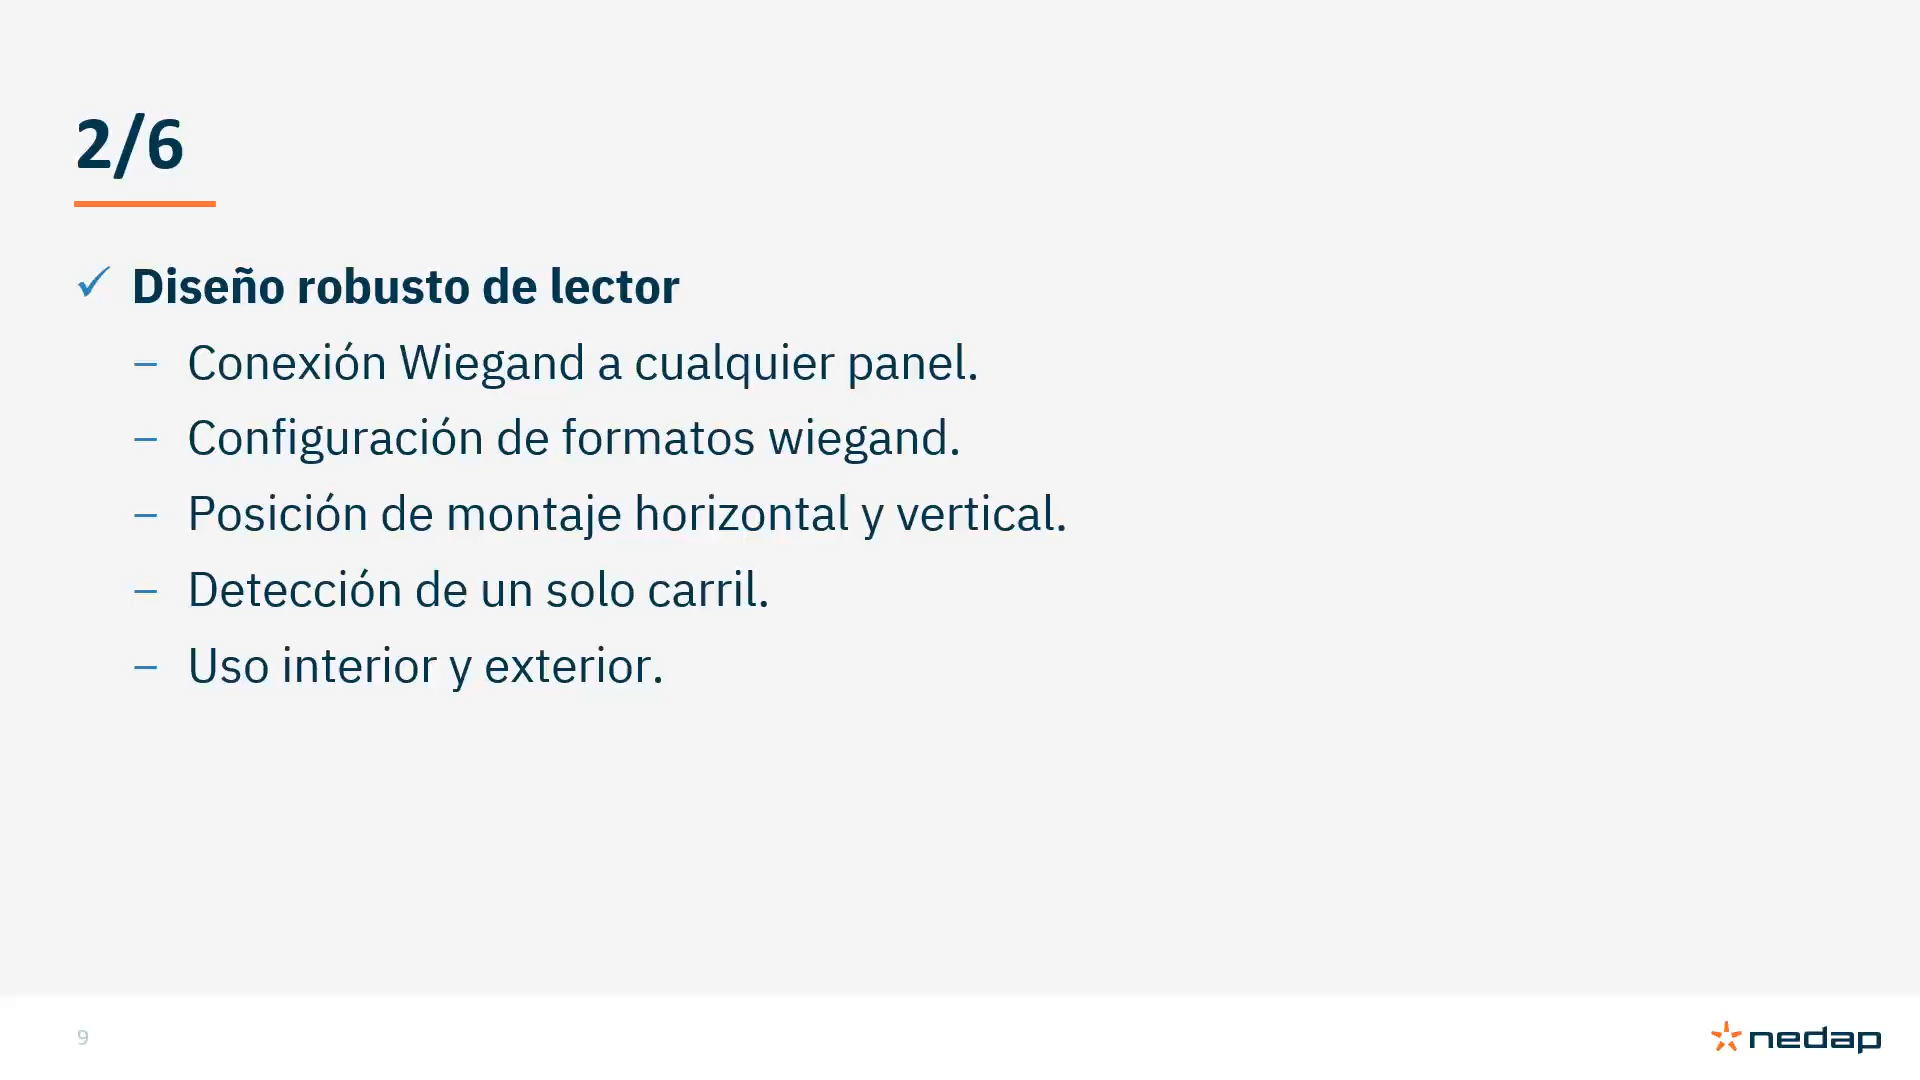 2/6
✓ Diseño robusto de lector
– Conexión Wiegand a cualquier panel.
– Configuración de formatos wiegand.
– Posición de montaje horizontal y vertical.
– Detección de un solo carril.
– Uso interior y exterior.
9
nedap